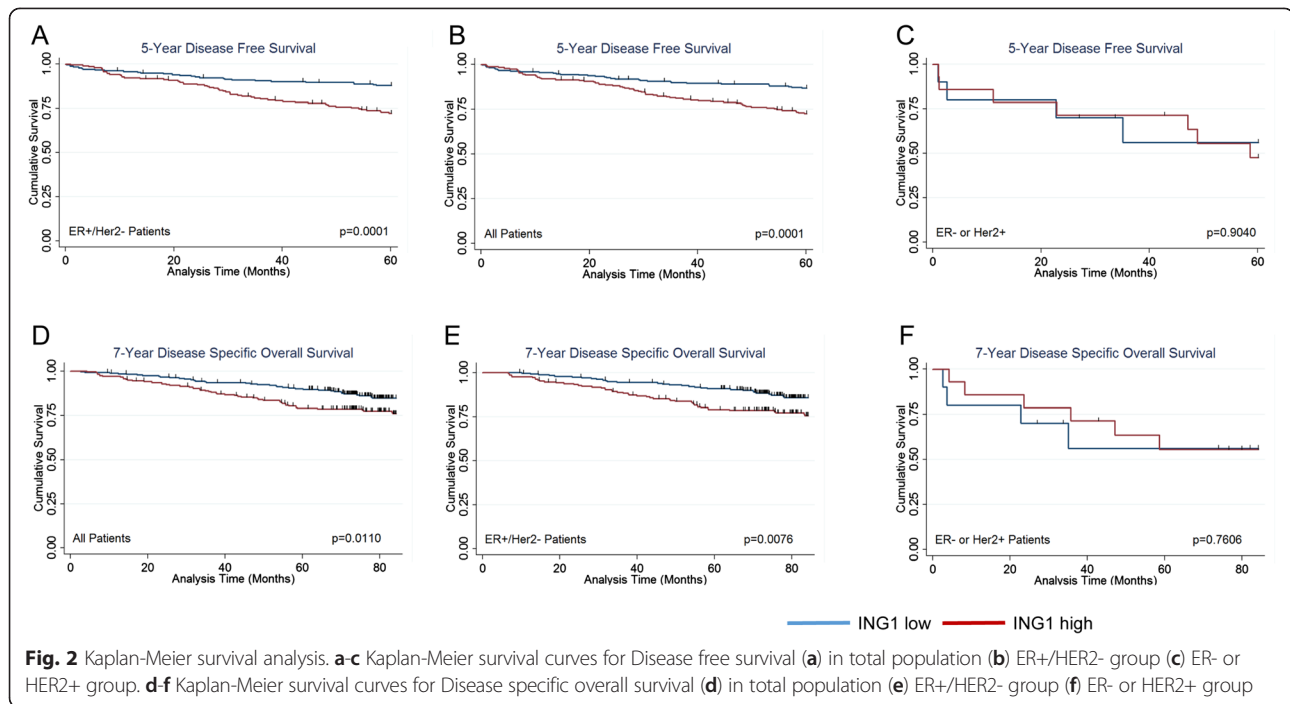 A
5-Year Disease Free Survival
Cumulative Survival
1.00
0.75
0.50
0.25
0.00
ER+/Her2- Patients
p=0.0001
0 20 40 60
Analysis Time (Months)
B
5-Year Disease Free Survival
Cumulative Survival
1.00
0.75
0.50
0.25
0.00
All Patients
p=0.0001
0 20 40 60
Analysis Time (Months)
C
5-Year Disease Free Survival
Cumulative Survival
1.00
0.75
0.50
0.25
0.00
ER- or Her2+
p=0.9040
0 20 40 60
Analysis Time (Months)
D
7-Year Disease Specific Overall Survival
Cumulative Survival
1.00
0.75
0.50
0.25
0.00
All Patients
p=0.0110
0 20 40 60 80
Analysis Time (Months)
E
7-Year Disease Specific Overall Survival
Cumulative Survival
1.00
0.75
0.50
0.25
0.00
ER+/Her2- Patients
p=0.0076
0 20 40 60 80
Analysis Time (Months)
F
7-Year Disease Specific Overall Survival
Cumulative Survival
1.00
0.75
0.50
0.25
0.00
ER- or Her2+ Patients
p=0.7606
0 20 40 60 80
Analysis Time (Months)
ING1 low ING1 high
Fig. 2 Kaplan-Meier survival analysis. a-c Kaplan-Meier survival curves for Disease free survival (a) in total population (b) ER+/HER2- group (c) ER- or
HER2+ group. d-f Kaplan-Meier survival curves for Disease specific overall survival (d) in total population (e) ER+/HER2- group (f) ER- or HER2+ group